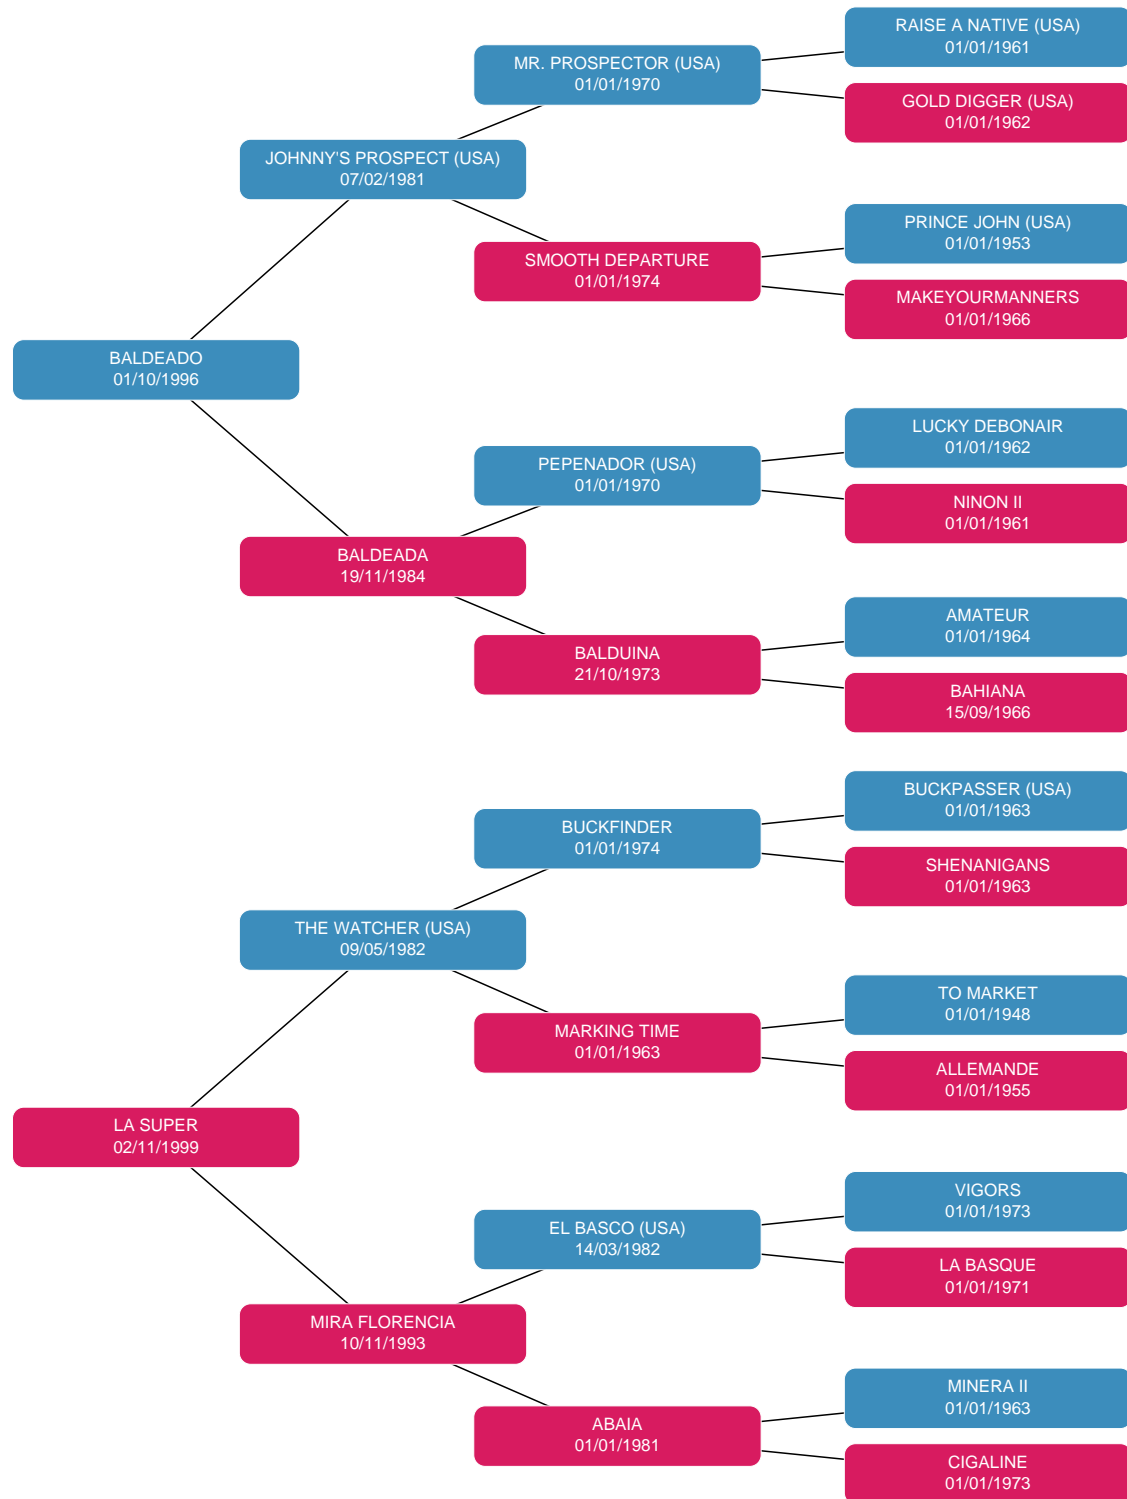 RAISE A NATIVE (USA)
01/01/1961
MR. PROSPECTOR (USA)
01/01/1970
GOLD DIGGER (USA)
01/01/1962
JOHNNY'S PROSPECT (USA)
07/02/1981
PRINCE JOHN (USA)
01/01/1953
SMOOTH DEPARTURE
01/01/1974
MAKEYOURMANNERS
01/01/1966
BALDEADO
01/10/1996
LUCKY DEBONAIR
01/01/1962
PEPENADOR (USA)
01/01/1970
NINON II
01/01/1961
BALDEADA
19/11/1984
AMATEUR
01/01/1964
BALDUINA
21/10/1973
BAHIANA
15/09/1966
BUCKPASSER (USA)
01/01/1963
BUCKFINDER
01/01/1974
SHENANIGANS
01/01/1963
THE WATCHER (USA)
09/05/1982
TO MARKET
01/01/1948
MARKING TIME
01/01/1963
ALLEMANDE
01/01/1955
LA SUPER
02/11/1999
VIGORS
01/01/1973
EL BASCO (USA)
14/03/1982
LA BASQUE
01/01/1971
MIRA FLORENCIA
10/11/1993
MINERA II
01/01/1963
ABAIA
01/01/1981
CIGALINE
01/01/1973